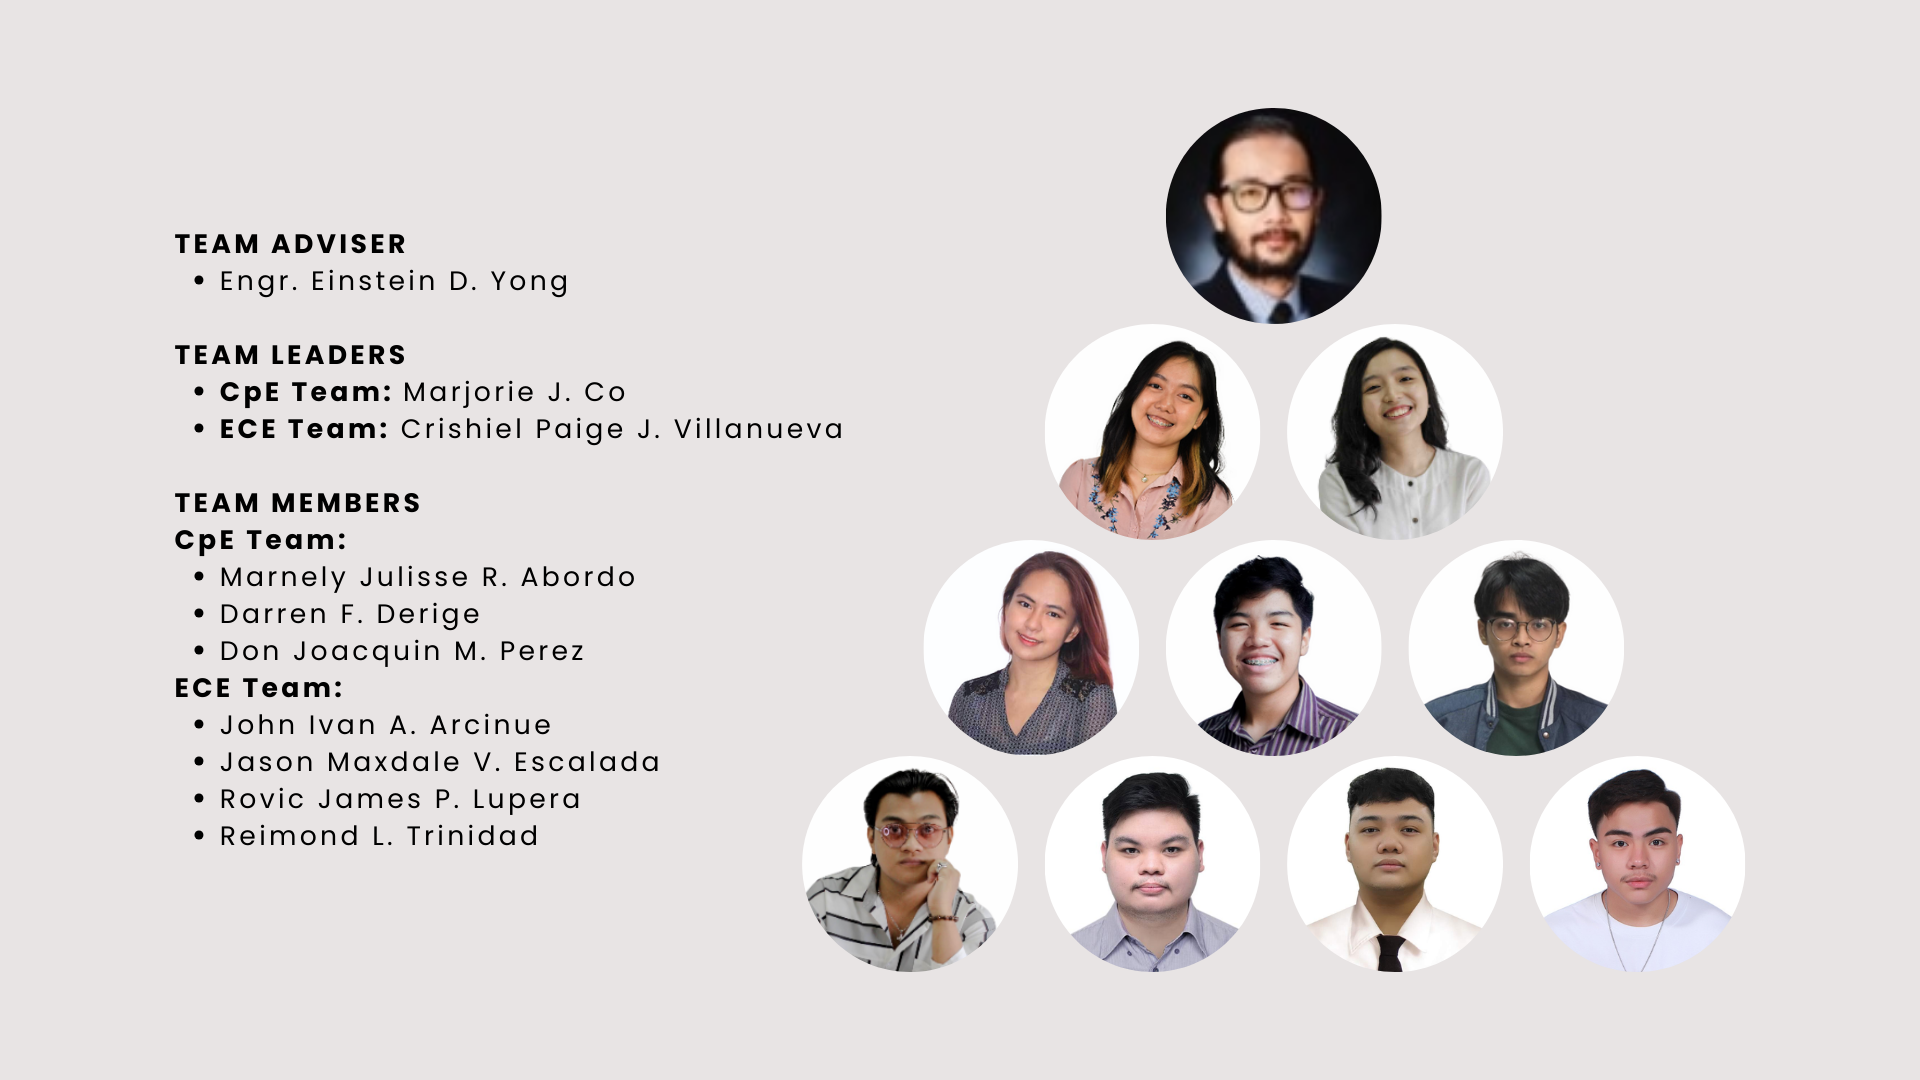 TEAM ADVISER
• Engr. Einstein D. Yong
TEAM LEADERS
• CpE Team: Marjorie J. Co
• ECE Team: Crishiel Paige J. Villanueva
TEAM MEMBERS
CpE Team:
• Marnely Julisse R. Abordo
• Darren F. Derige
• Don Joacquin M. Perez
ECE Team:
• John Ivan A. Arcinue
• Jason Maxdale V. Escalada
• Rovic James P. Lupera
• Reimond L. Trinidad